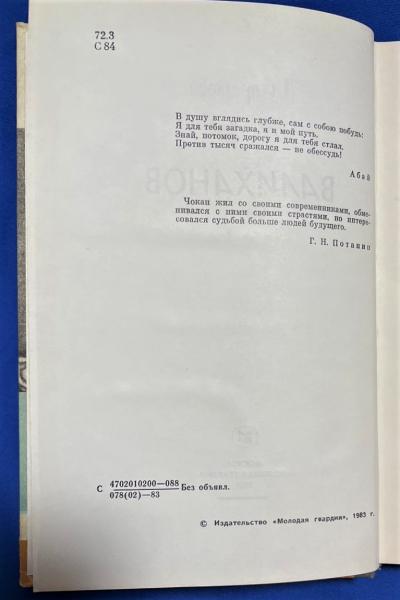 72.3
С 84
В душу вглядись глубже, сам с собою побудь:
Я для тебя загадка, я и мой путь.
Знай, потомок, дорогу я для тебя стлал,
Против тысяч сражался — не обессудь!
Абай
Чокан жил со своими современниками, обме-
нивался с ними своими страстями, но интере-
совался судьбой больше людей будущего.
Г. Н. Потанин
ВАЛИХАНОВ
С 4702010200—088 Без объявл.
078(02)—83
© Издательство «Молодая гвардия», 1983 г.